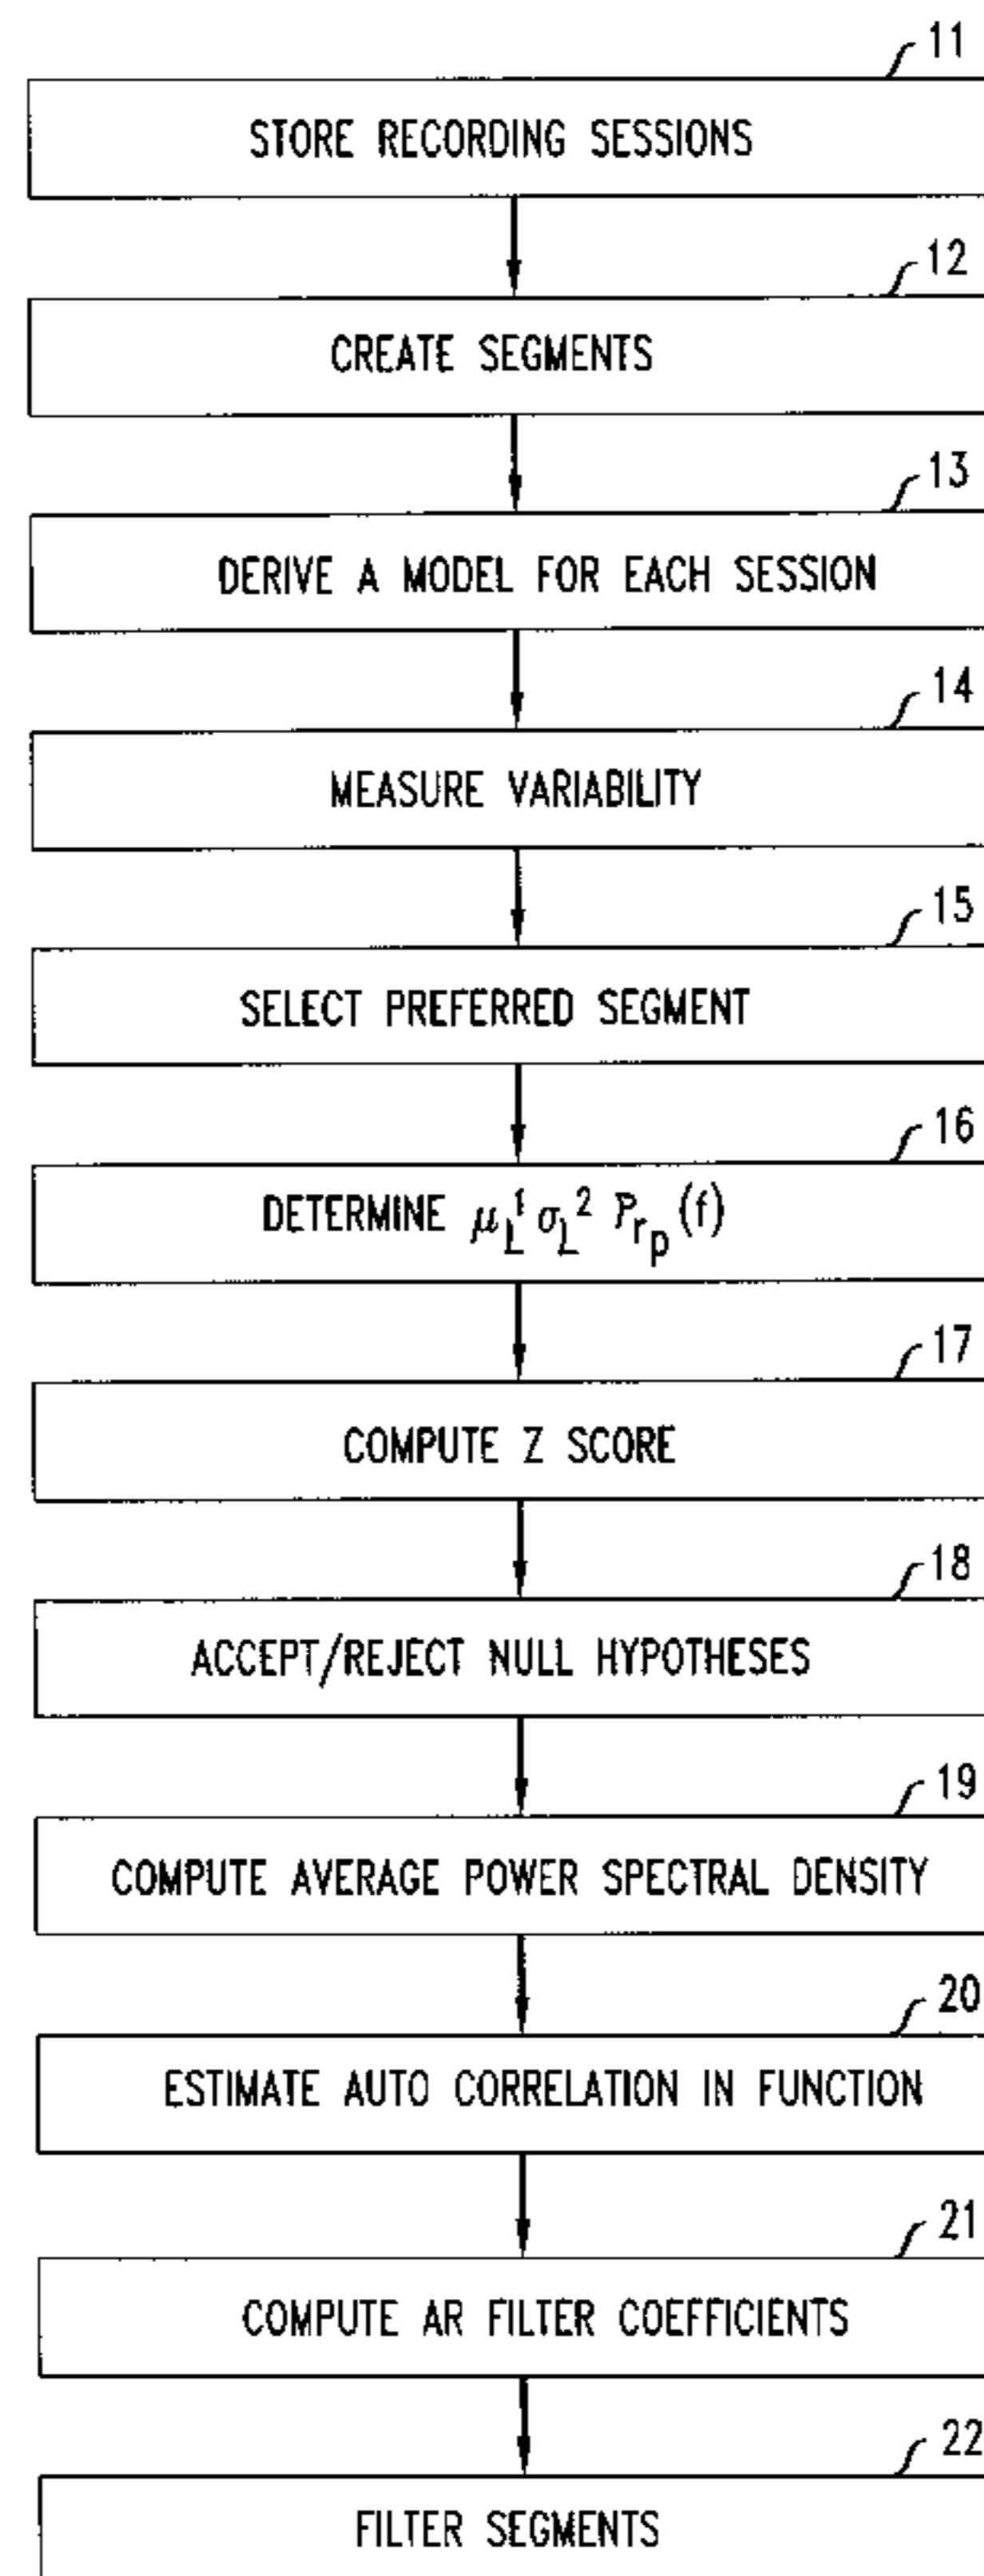 11
STORE RECORDING SESSIONS
12
CREATE SEGMENTS
13
DERIVE A MODEL FOR EACH SESSION
14
MEASURE VARIABILITY
15
SELECT PREFERRED SEGMENT
16
DETERMINE μL1 σL2 Prp (f)
17
COMPUTE Z SCORE
18
ACCEPT/REJECT NULL HYPOTHESES
19
COMPUTE AVERAGE POWER SPECTRAL DENSITY
20
ESTIMATE AUTO CORRELATION IN FUNCTION
21
COMPUTE AR FILTER COEFFICIENTS
22
FILTER SEGMENTS